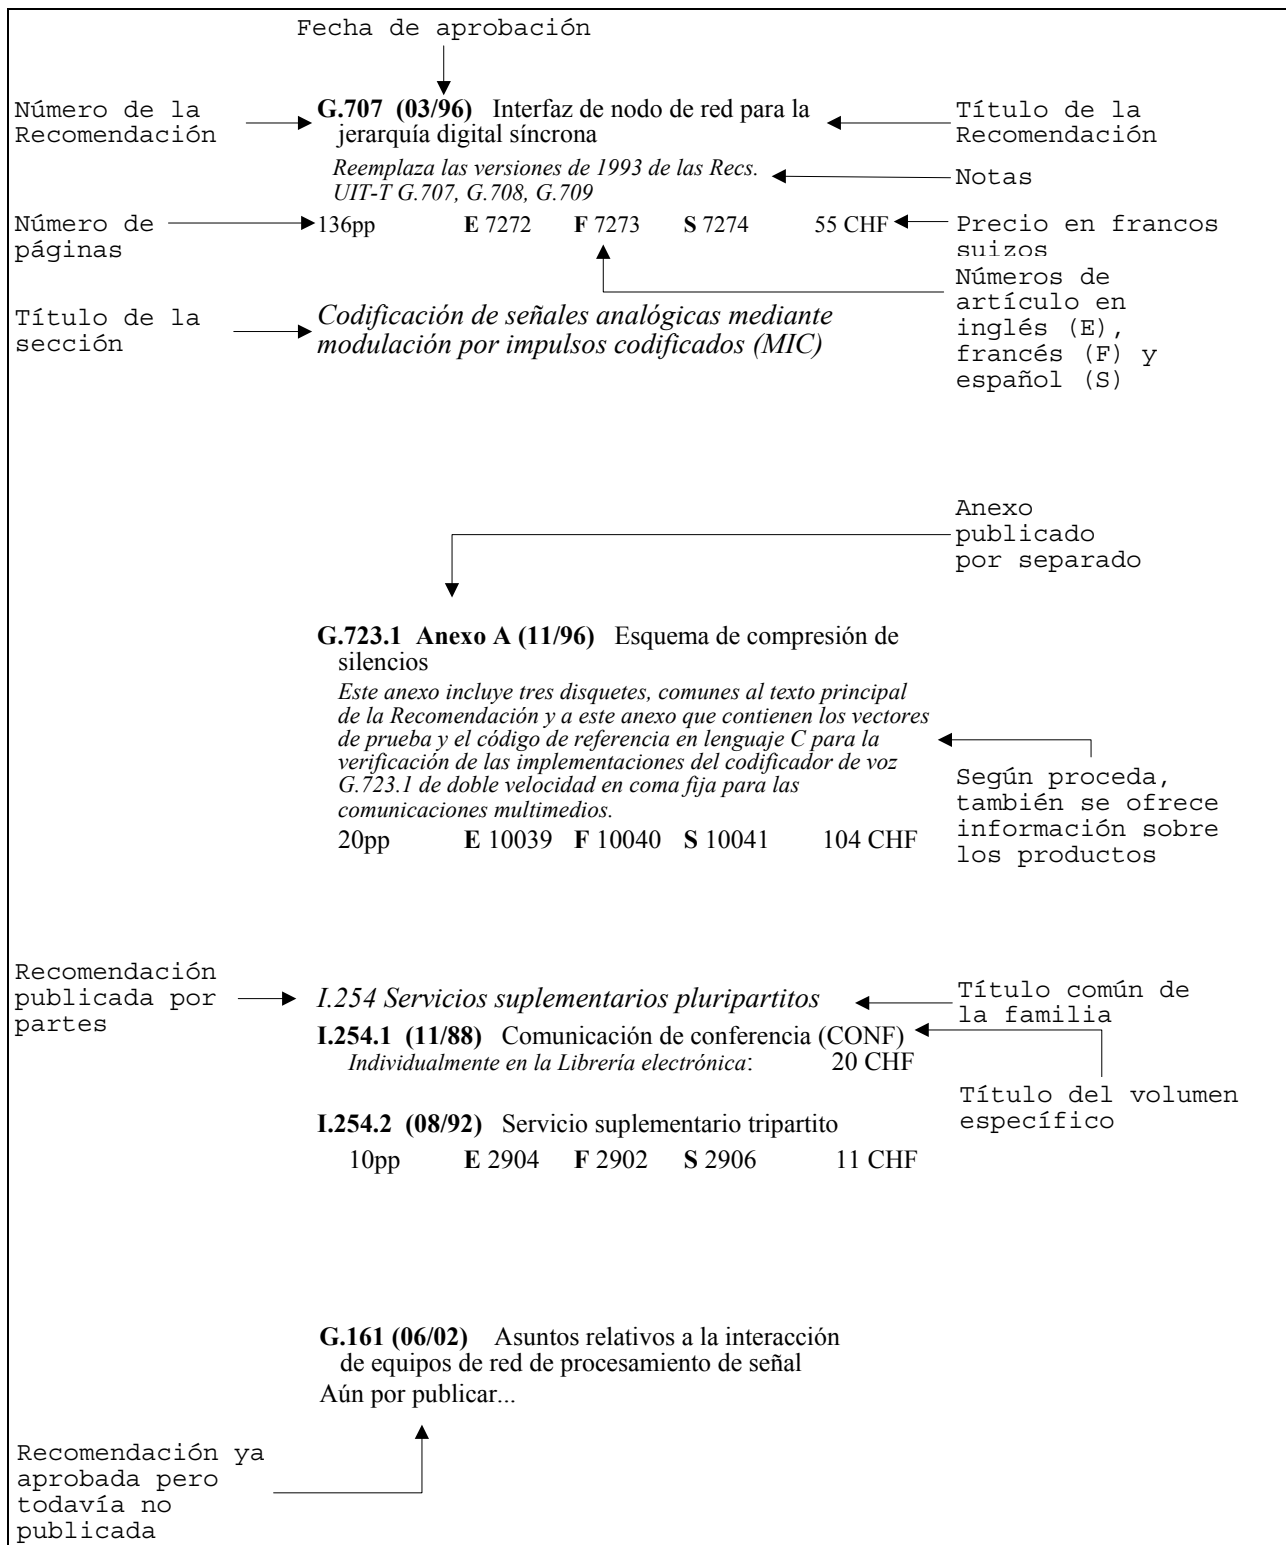 Fecha de aprobación
Número de la
Recomendación
G.707 (03/96) Interfaz de nodo de red para la
jerarquía digital síncrona
Título de la
Recomendación
Reemplaza las versiones de 1993 de las Recs.
UIT-T G.707, G.708, G.709
Notas
Número de
páginas
136pp E 7272 F 7273 S 7274 55 CHF
Precio en francos
suizos
Números de
artículo en
inglés (E),
francés (F) y
español (S)
Título de la
sección
Codificación de señales analógicas mediante
modulación por impulsos codificados (MIC)
Anexo
publicado
por separado
G.723.1 Anexo A (11/96) Esquema de compresión de
silencios
Este anexo incluye tres disquetes, comunes al texto principal
de la Recomendación y a este anexo que contienen los vectores
de prueba y el código de referencia en lenguaje C para la
verificación de las implementaciones del codificador de voz
G.723.1 de doble velocidad en coma fija para las
comunicaciones multimedios.
20pp E 10039 F 10040 S 10041 104 CHF
Según proceda,
también se ofrece
información sobre
los productos
Recomendación
publicada por
partes
I.254 Servicios suplementarios pluripartitos
Título común de
la familia
I.254.1 (11/88) Comunicación de conferencia (CONF)
Individualmente en la Librería electrónica: 20 CHF
Título del volumen
específico
I.254.2 (08/92) Servicio suplementario tripartito
10pp E 2904 F 2902 S 2906 11 CHF
G.161 (06/02) Asuntos relativos a la interacción
de equipos de red de procesamiento de señal
Aún por publicar...
Recomendación ya
aprobada pero
todavía no
publicada